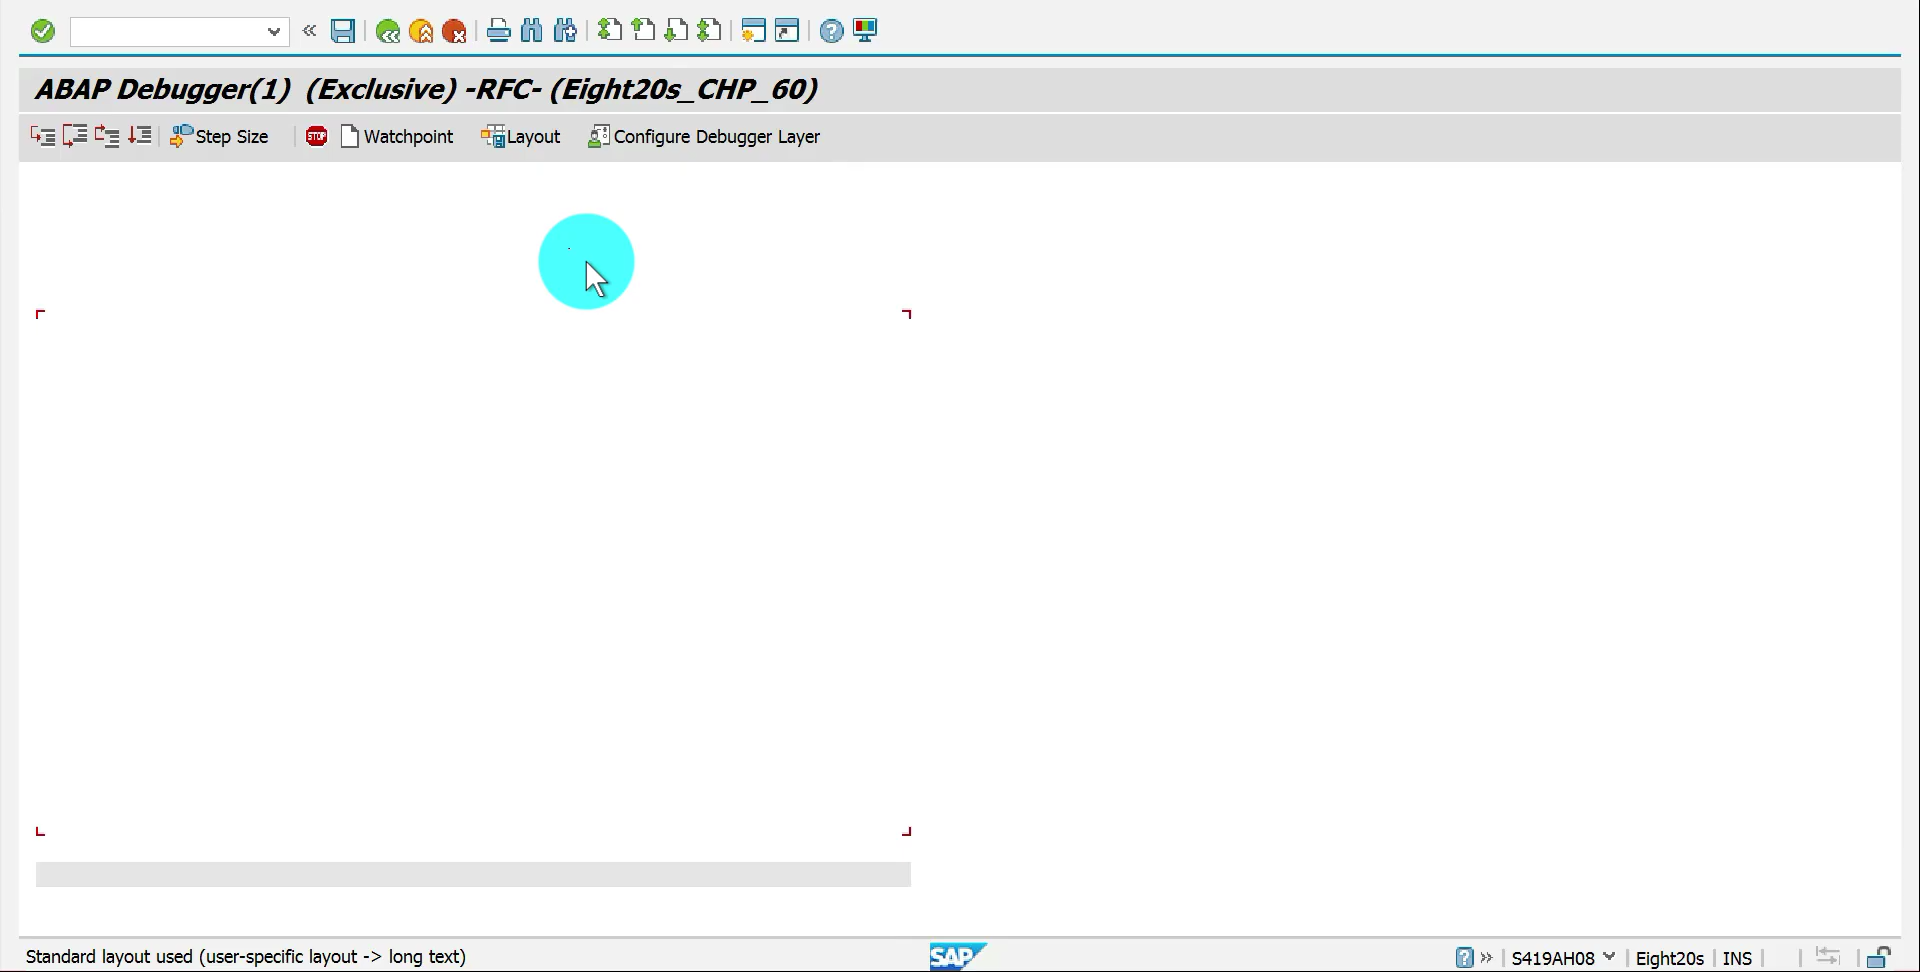 ABAP Debugger(1) (Exclusive) -RFC- (Eight20s_CHP_60)
Step Size STOP Watchpoint Layout Configure Debugger Layer
Standard layout used (user-specific layout -> long text) SAP S419AH08 Eight20s INS